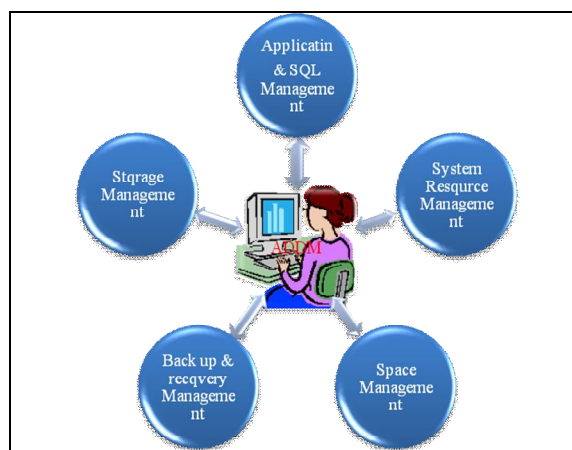 Applicatin
& SQL
Manageme
nt
Stqrage
Manageme
nt
System
Resqurce
Manageme
nt
ADDM
Back up &
recqvery
Manageme
nt
Space
Manageme
nt